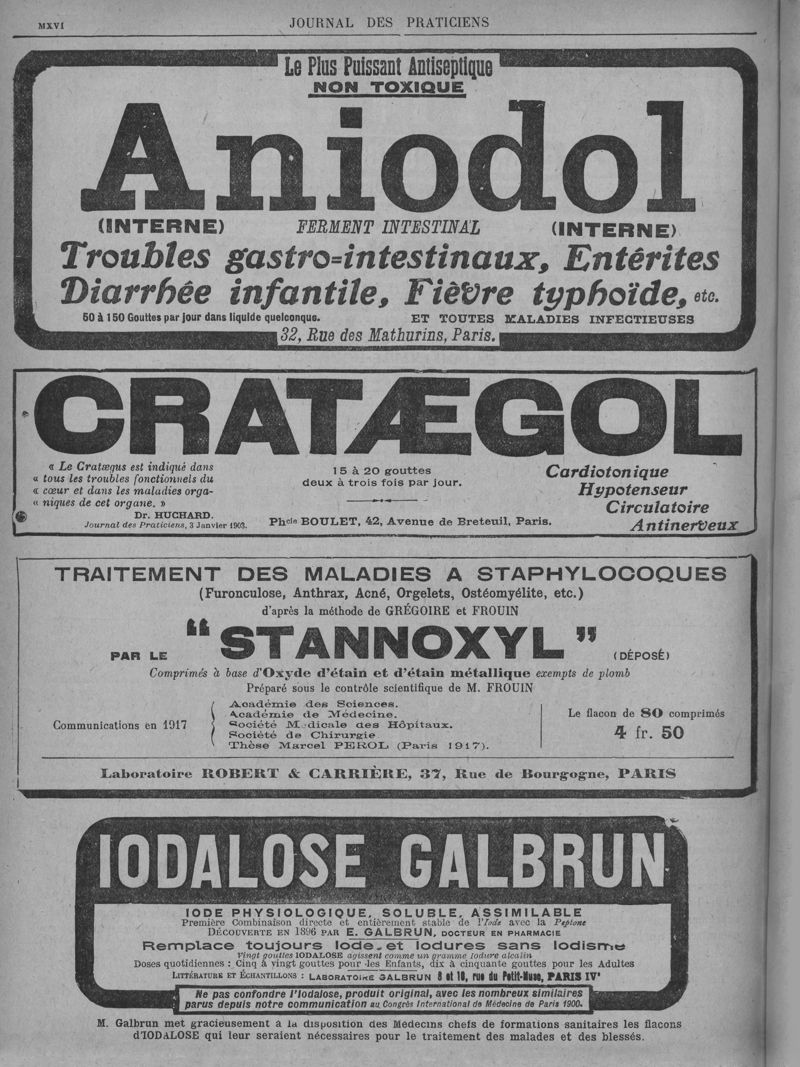 MXVI
JOURNAL DES PRATICIENS
Le Plus Puissant Antiseptique
NON TOXIQUE
Aniodol
(INTERNE) FERMENT INTESTINAL (INTERNE)
Troubles gastro=intestinaux, Entérites
Diarrhée infantile, Fièvre typhoïde, etc.
50 à 150 Gouttes par jour dans liquide quelconque.
ET TOUTES MALADIES INFECTIEUSES
32, Rue des Mathurins, Paris.
CRATÆGOL
« Le Cratægus est indiqué dans
« tous les troubles fonctionnels du
« cœur et dans les maladies orga-
« niques de cet organe. »
Dr. HUCHARD.
Journal des Praticiens, 3 Janvier 1903.
15 à 20 gouttes
deux à trois fois par jour.
Phcie BOULET, 42, Avenue de Breteuil, Paris.
Cardiotonique
Hypotenseur
Circulatoire
Antinerveux
TRAITEMENT DES MALADIES A STAPHYLOCOQUES
(Furonculose, Anthrax, Acné, Orgelets, Ostéomyélite, etc.)
d'après la méthode de GRÉGOIRE et FROUIN
PAR LE “STANNOXYL” (DÉPOSÉ)
Comprimés à base d'Oxyde d'étain et d'étain métallique exempts de plomb
Préparé sous le contrôle scientifique de M. FROUIN
Communications en 1917
Académie des Sciences.
Académie de Médecine.
Société Médicale des Hôpitaux.
Société de Chirurgie
Thèse Marcel PEROL (Paris 1917).
Le flacon de 80 comprimés
4 fr. 50
Laboratoire ROBERT & CARRIÈRE, 37, Rue de Bourgogne, PARIS
IODALOSE GALBRUN
IODE PHYSIOLOGIQUE, SOLUBLE, ASSIMILABLE
Première Combinaison directe et entièrement stable de l'Iode avec la Peptone
DÉCOUVERTE EN 1896 PAR E. GALBRUN, DOCTEUR EN PHARMACIE
Remplace toujours Iode et Iodures sans Iodisme
Vingt gouttes IODALOSE agissent comme un gramme Iodure alcalin
Doses quotidiennes : Cinq à vingt gouttes pour les Enfants, dix à cinquante gouttes pour les Adultes
LITTÉRATURE ET ÉCHANTILLONS : LABORATOIRE GALBRUN 8 et 10, rue du Petit-Musc, PARIS IVe
Ne pas confondre l'Iodalose, produit original, avec les nombreux similaires
parus depuis notre communication au Congrès International de Médecine de Paris 1900.
M. Galbrun met gracieusement à la disposition des Médecins chefs de formations sanitaires les flacons
d'IODALOSE qui leur seraient nécessaires pour le traitement des malades et des blessés.